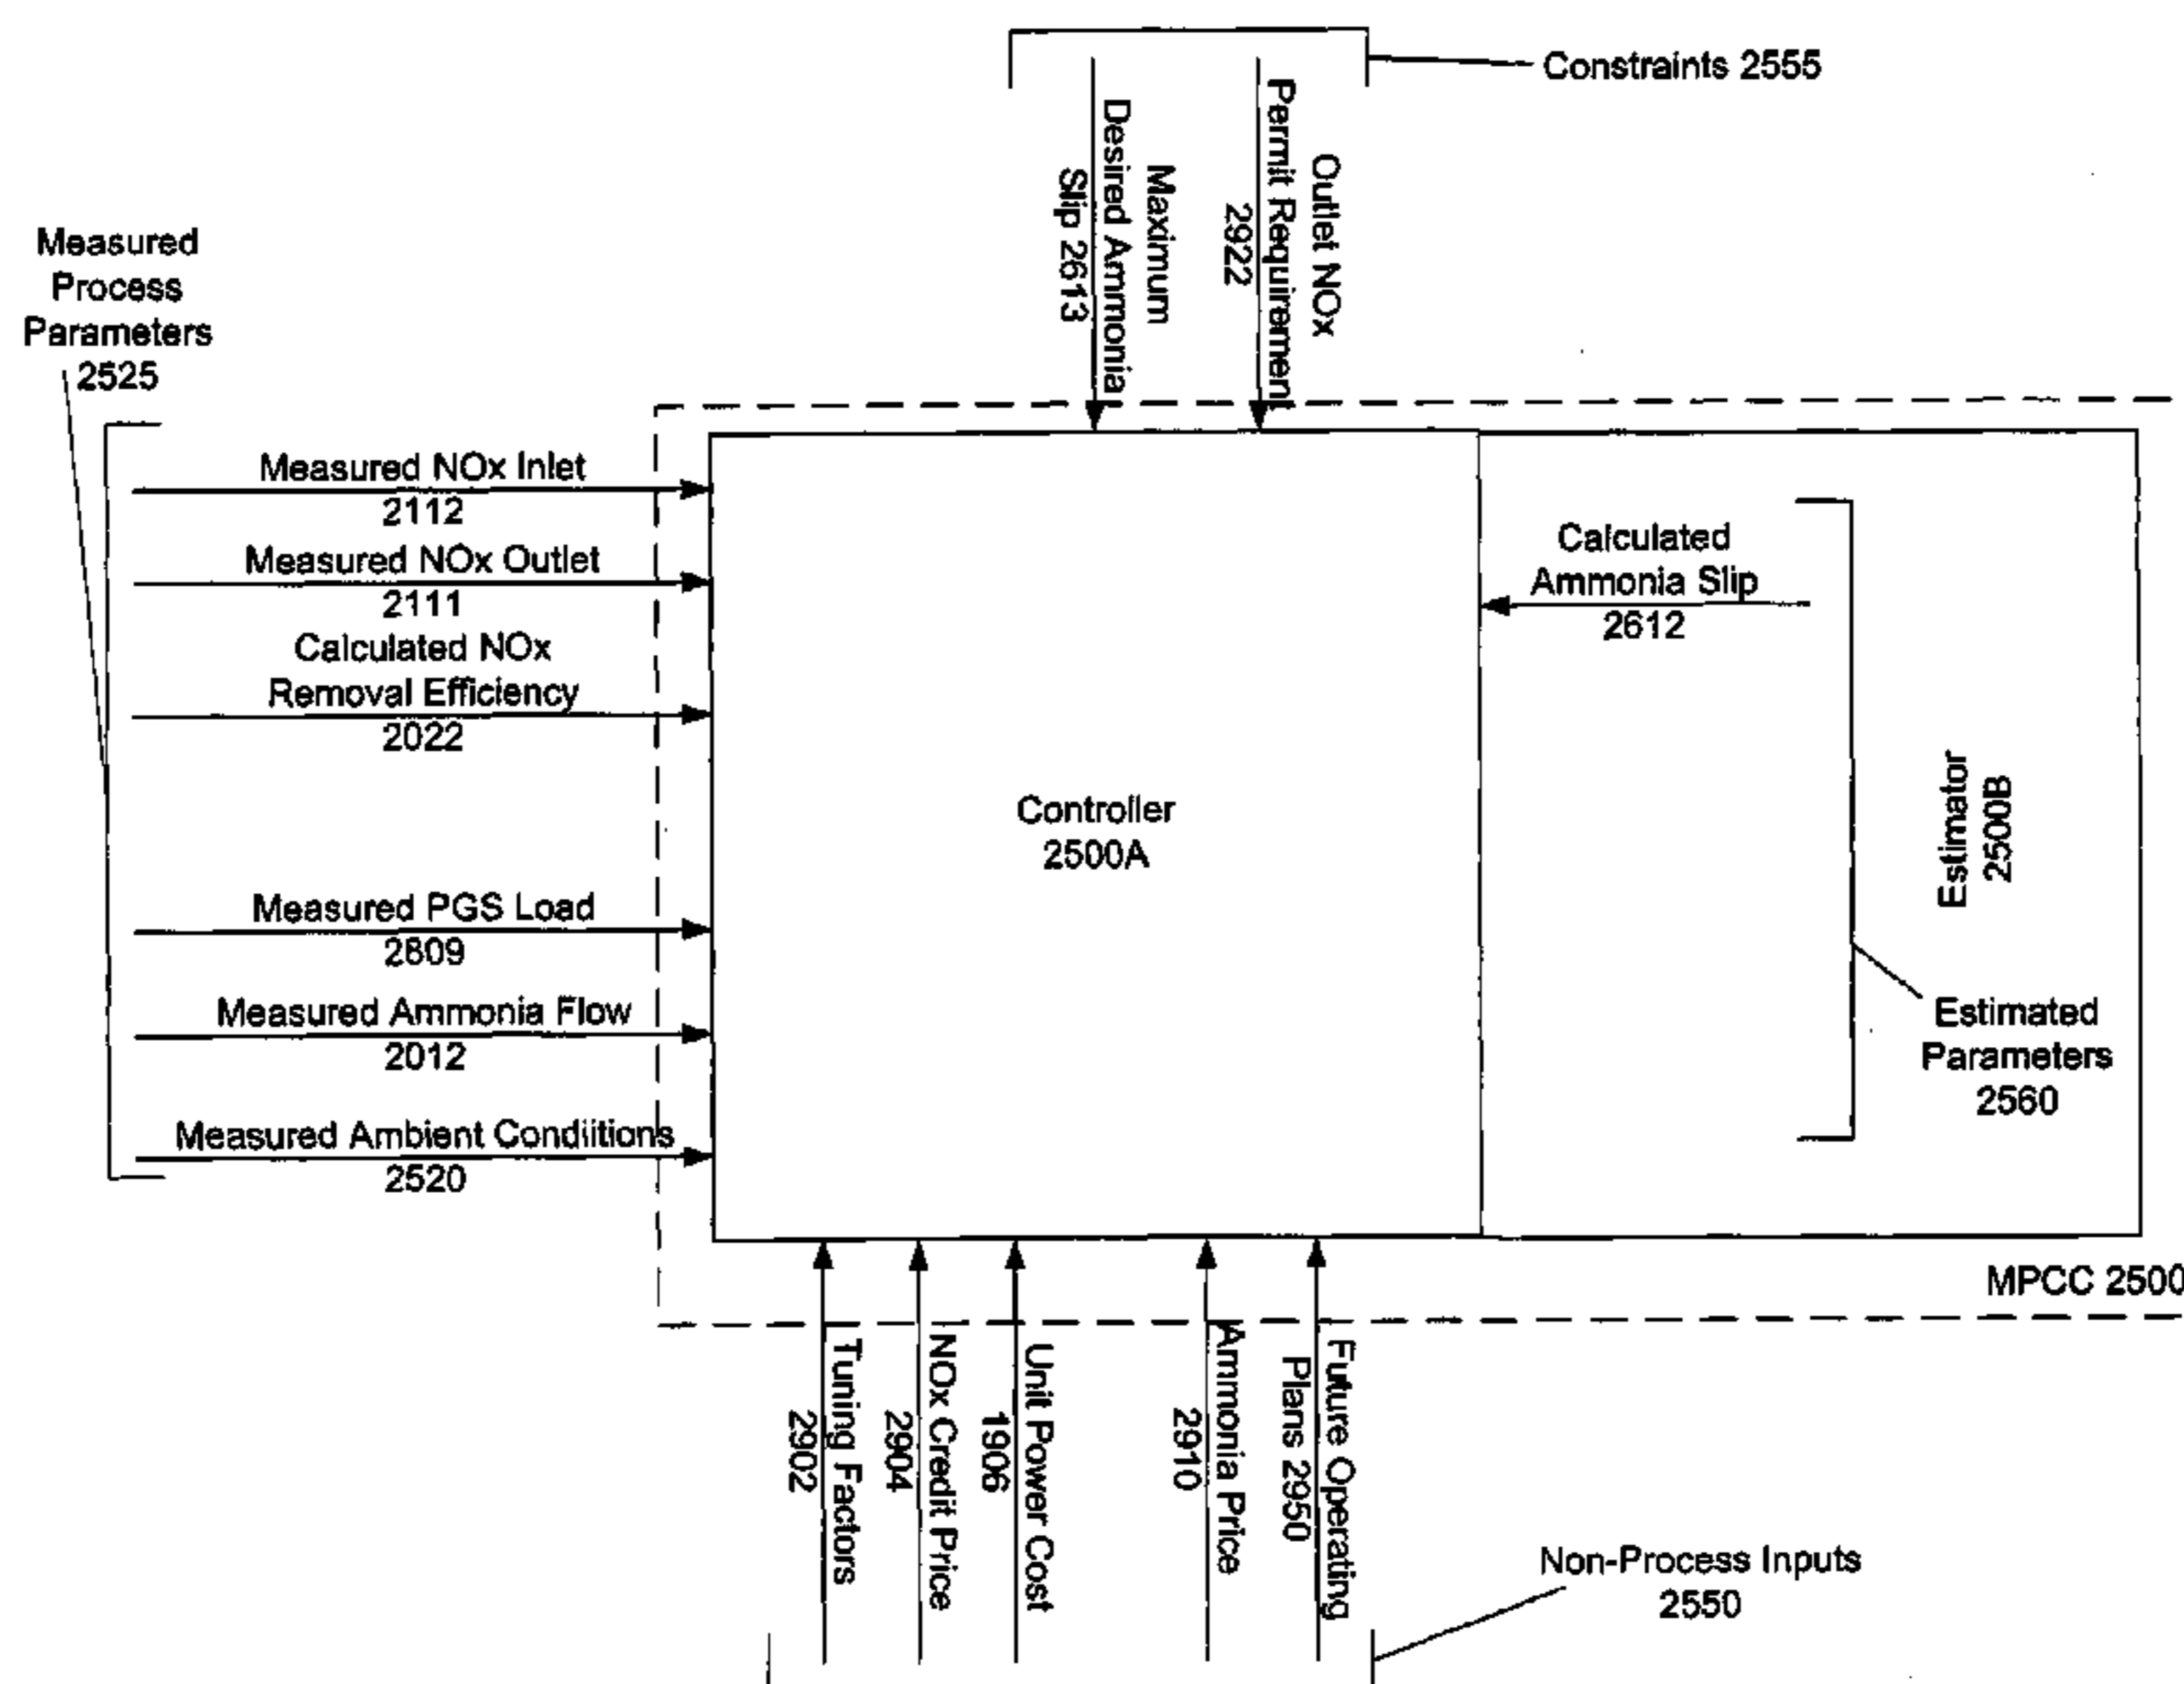 Constraints 2555
Maximum
Desired Ammonia
Slip 2613
Outlet NOx
Permit Requirement
2922
Measured
Process
Parameters
2525
Measured NOx Inlet
2112
Measured NOx Outlet
2111
Calculated NOx
Removal Efficiency
2022
Measured PGS Load
2609
Measured Ammonia Flow
2012
Measured Ambient Condiitions
2520
Controller
2500A
Calculated
Ammonia Slip
2612
Estimator
2500B
Estimated
Parameters
2560
MPCC 2500
Tuning Factors
2902
NOx Credit Price
2904
Unit Power Cost
1906
Ammonia Price
2910
Future Operating
Plans 2950
Non-Process Inputs
2550